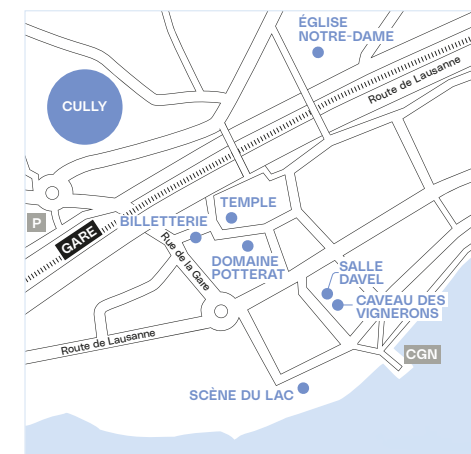 ÉGLISE
NOTRE-DAME
Route de Lausanne
CULLY
P
GARE
BILLETTERIE
TEMPLE
Rue de la Gare
DOMAINE
POTTERAT
SALLE
DAVEL
CAVEAU DES
VIGNERONS
Route de Lausanne
CGN
SCÈNE DU LAC